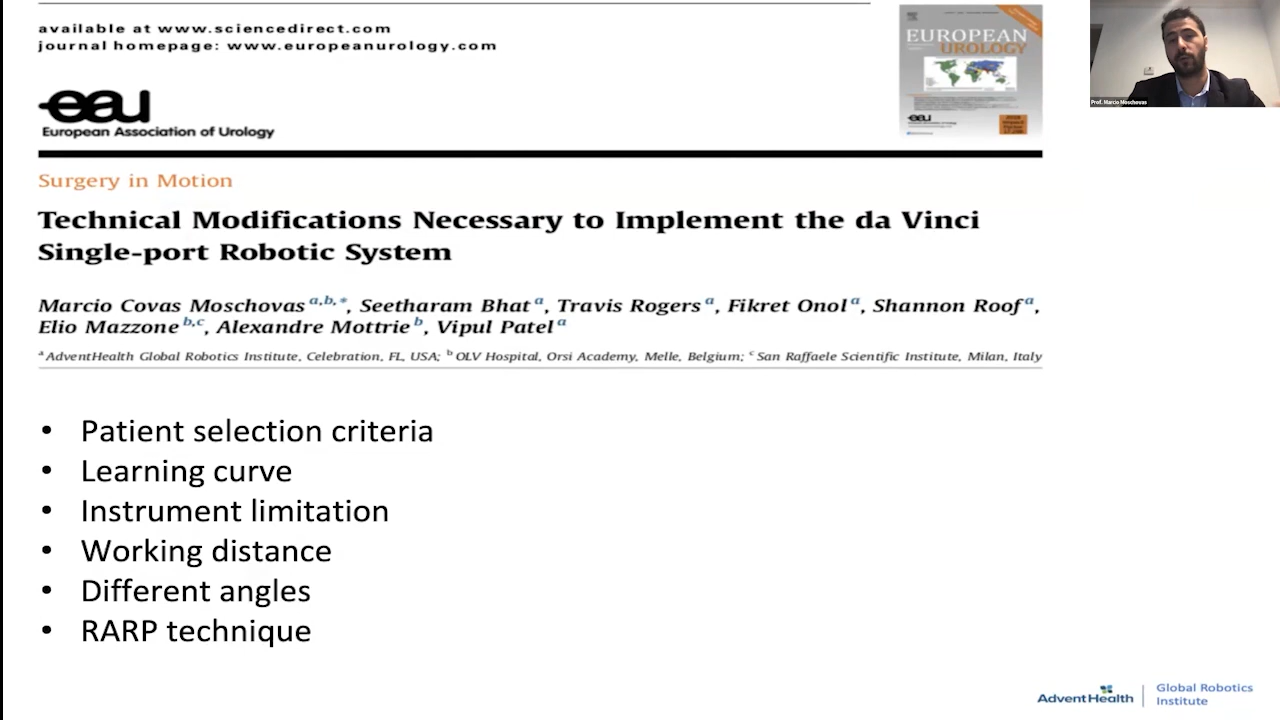 available at www.sciencedirect.com
journal homepage: www.europeanurology.com
EUROPEAN
UROLOGY
eau
Prof. Marcio Moschovas
eau
European Association of Urology
Surgery in Motion
Technical Modifications Necessary to Implement the da Vinci
Single-port Robotic System
Marcio Covas Moschovas a,b,*, Seetharam Bhat a, Travis Rogers a, Fikret Onol a, Shannon Roof a,
Elio Mazzone b,c, Alexandre Mottrie b, Vipul Patel a
a AdventHealth Global Robotics Institute, Celebration, FL, USA; b OLV Hospital, Orsi Academy, Melle, Belgium; c San Raffaele Scientific Institute, Milan, Italy
• Patient selection criteria
• Learning curve
• Instrument limitation
• Working distance
• Different angles
• RARP technique
AdventHealth
Global Robotics
Institute